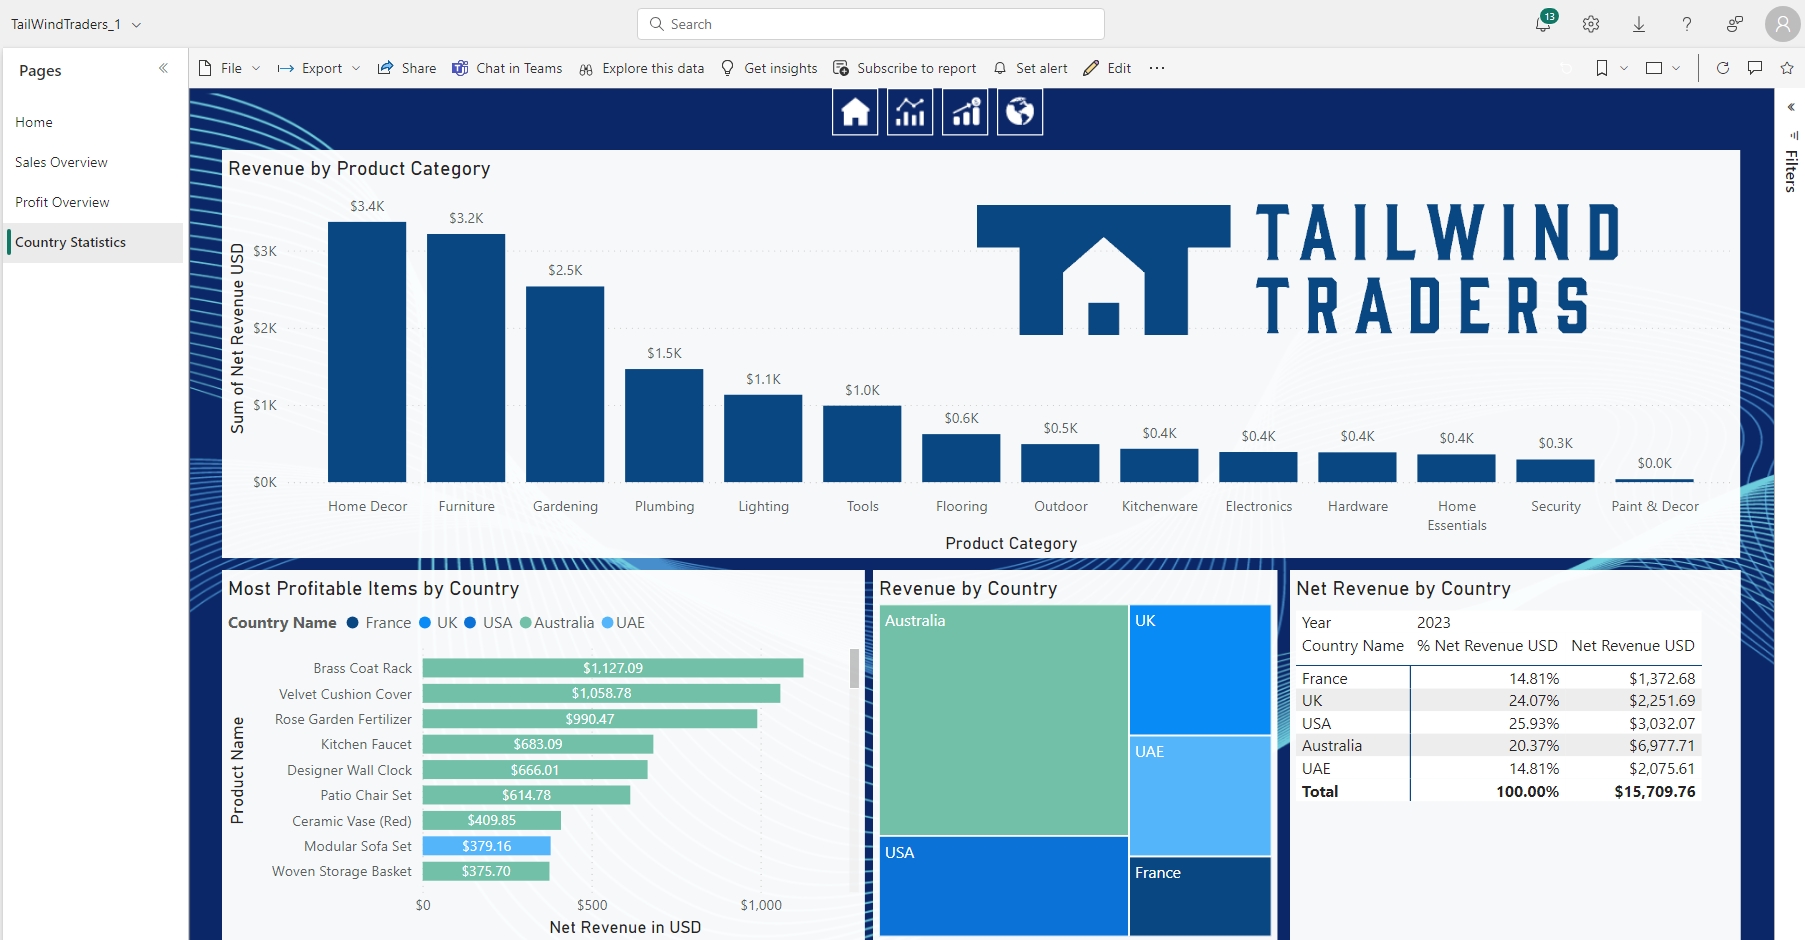 TailWindTraders_1
Search
13
Pages
Home
Sales Overview
Profit Overview
Country Statistics
File
Export
Share
Chat in Teams
Explore this data
Get insights
Subscribe to report
Set alert
Edit
Filters
Revenue by Product Category
TAILWIND
TRADERS
Sum of Net Revenue USD
$3K
$2K
$1K
$0K
$3.4K
$3.2K
$2.5K
$1.5K
$1.1K
$1.0K
$0.6K
$0.5K
$0.4K
$0.4K
$0.4K
$0.4K
$0.3K
$0.0K
Home Decor
Furniture
Gardening
Plumbing
Lighting
Tools
Flooring
Outdoor
Kitchenware
Electronics
Hardware
Home
Essentials
Security
Paint & Decor
Product Category
Most Profitable Items by Country
Country Name France UK USA Australia UAE
Product Name
Brass Coat Rack $1,127.09
Velvet Cushion Cover $1,058.78
Rose Garden Fertilizer $990.47
Kitchen Faucet $683.09
Designer Wall Clock $666.01
Patio Chair Set $614.78
Ceramic Vase (Red) $409.85
Modular Sofa Set $379.16
Woven Storage Basket $375.70
$0 $500 $1,000
Net Revenue in USD
Revenue by Country
Australia
UK
UAE
USA
France
Net Revenue by Country
Year 2023
Country Name % Net Revenue USD Net Revenue USD
France 14.81% $1,372.68
UK 24.07% $2,251.69
USA 25.93% $3,032.07
Australia 20.37% $6,977.71
UAE 14.81% $2,075.61
Total 100.00% $15,709.76